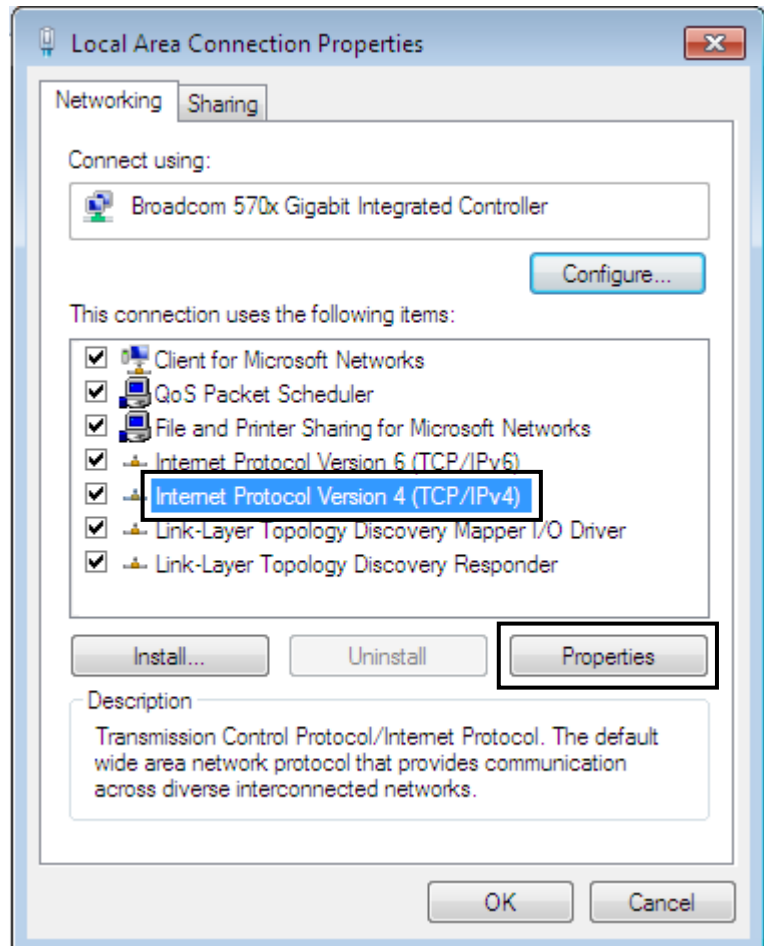 Local Area Connection Properties
Networking
Sharing
Connect using:
Broadcom 570x Gigabit Integrated Controller
Configure...
This connection uses the following items:
Client for Microsoft Networks
QoS Packet Scheduler
File and Printer Sharing for Microsoft Networks
Internet Protocol Version 6 (TCP/IPv6)
Internet Protocol Version 4 (TCP/IPv4)
Link-Layer Topology Discovery Mapper I/O Driver
Link-Layer Topology Discovery Responder
Install...
Uninstall
Properties
Description
Transmission Control Protocol/Internet Protocol. The default
wide area network protocol that provides communication
across diverse interconnected networks.
OK
Cancel